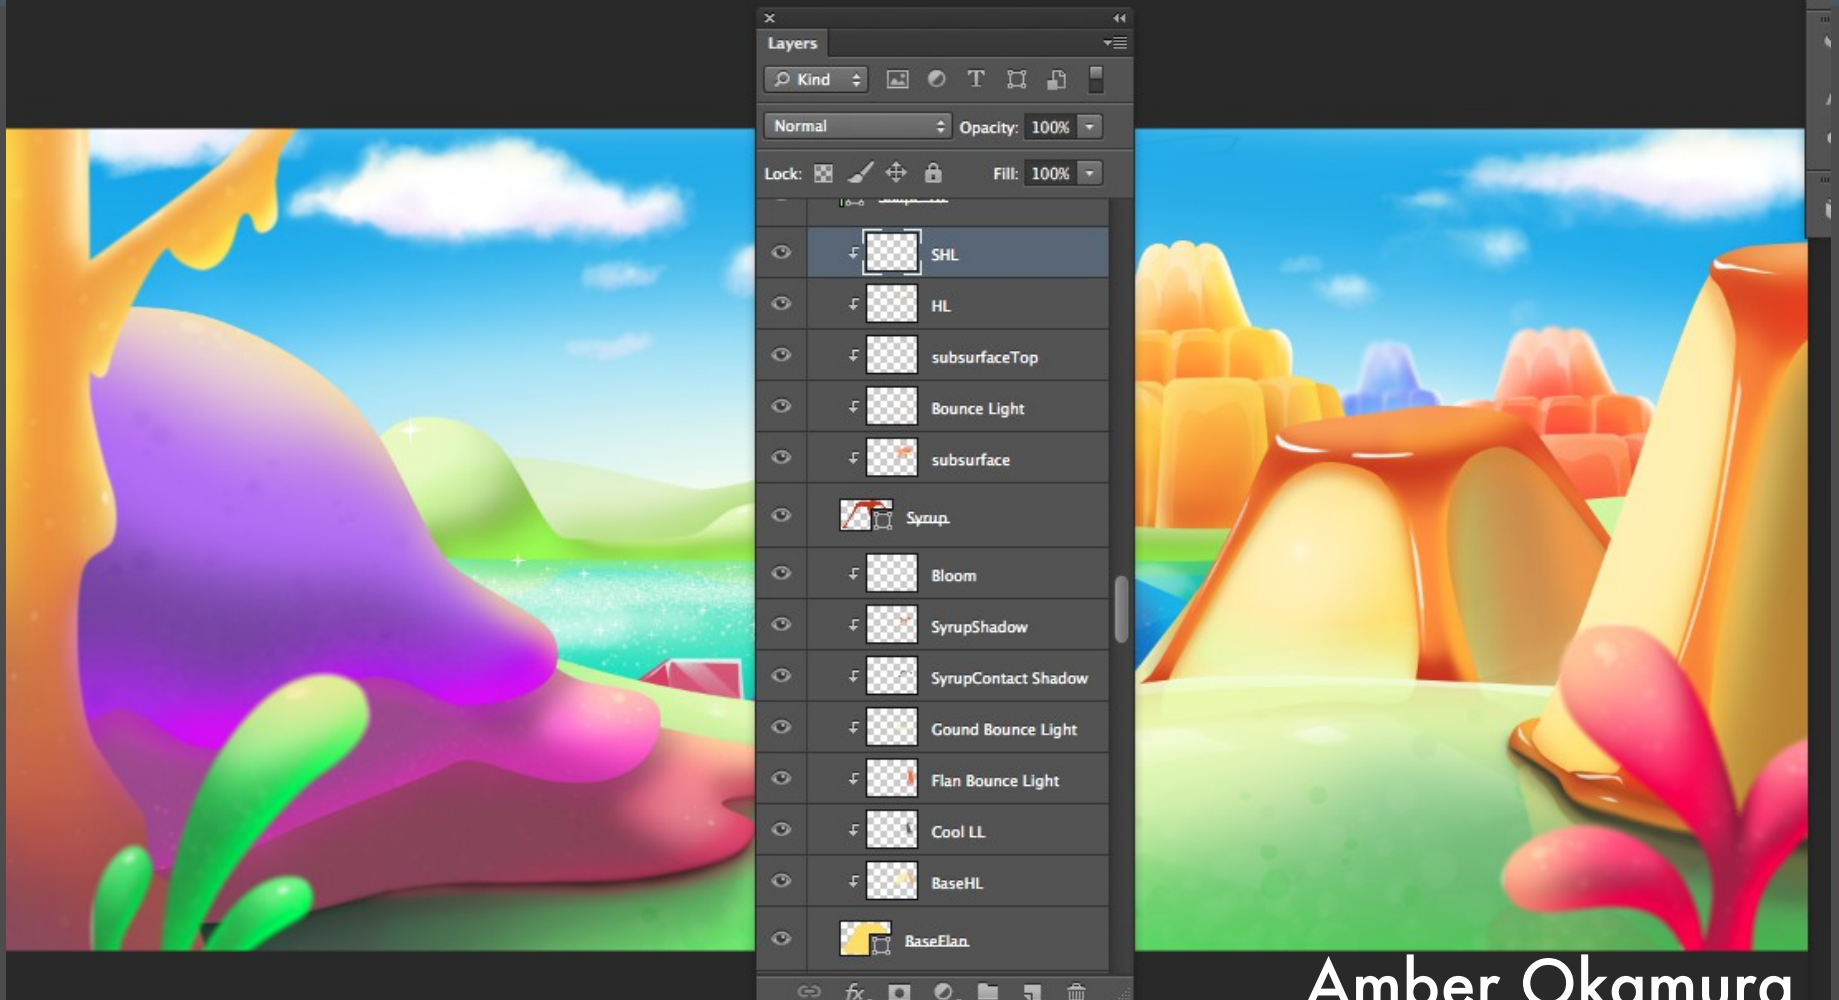 Layers
Kind
Normal
Opacity: 100%
Lock:
Fill: 100%
SHL
HL
subsurfaceTop
Bounce Light
subsurface
Syrup
Bloom
SyrupShadow
SyrupContact Shadow
Gound Bounce Light
Flan Bounce Light
Cool LL
BaseHL
BaseFlan
fx
Amber Okamura